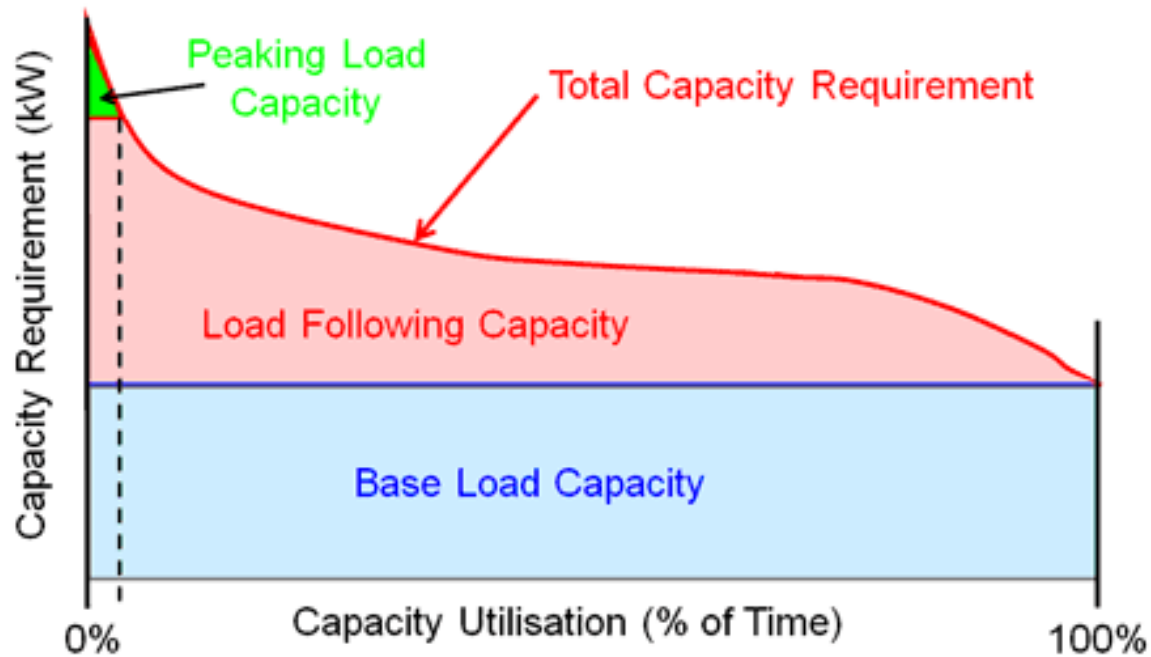 Peaking Load
Capacity
Total Capacity Requirement
Capacity Requirement (kW)
Load Following Capacity
Base Load Capacity
0%
Capacity Utilisation (% of Time)
100%